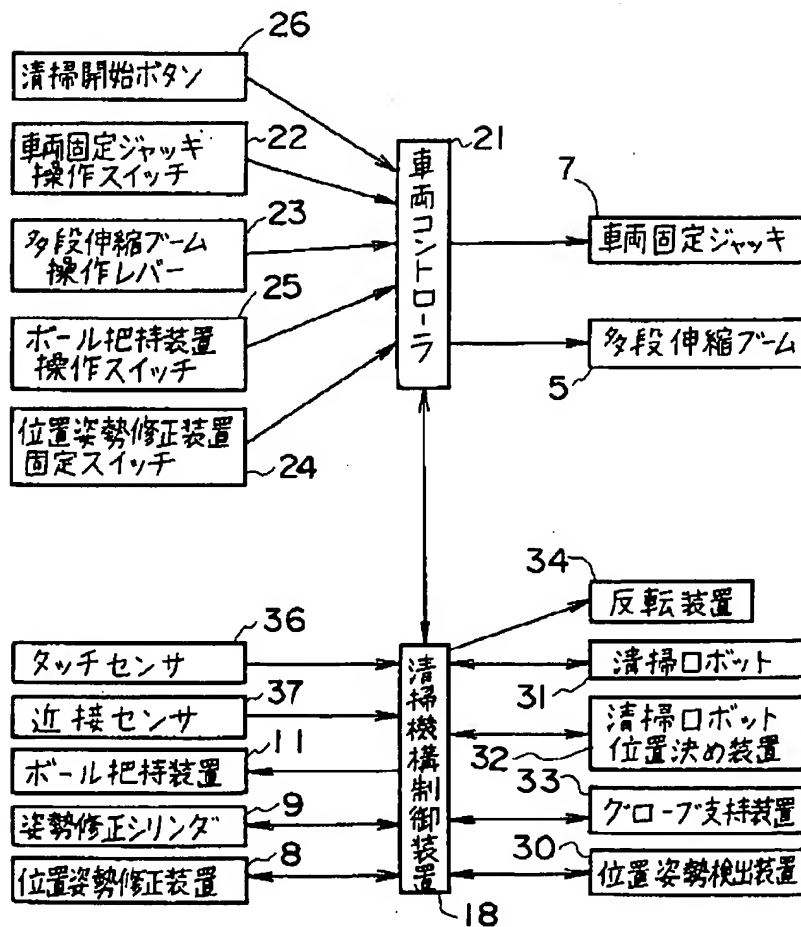 26
清掃開始ボタン
22
車両固定ジャッキ
操作スイッチ
23
多段伸縮ブーム
操作レバー
25
ポール把持装置
操作スイッチ
位置姿勢修正装置
固定スイッチ
24
21
車両コントローラ
7
車両固定ジャッキ
多段伸縮ブーム
5
36
タッチセンサ
37
近接センサ
11
ポール把持装置
9
姿勢修正シリンダ
8
位置姿勢修正装置
清掃機構制御装置
18
34
反転装置
清掃ロボット
31
清掃ロボット
位置決め装置
32
33
グローブ支持装置
30
位置姿勢検出装置